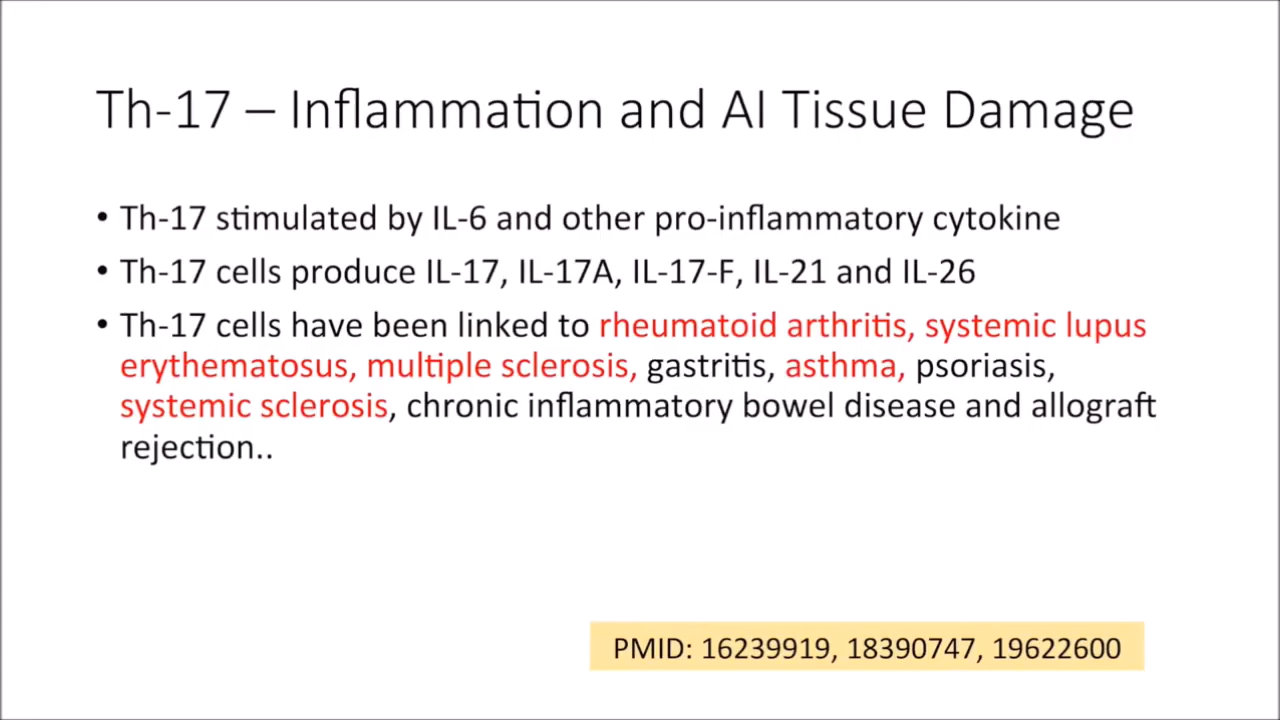 Th-17 – Inflammation and AI Tissue Damage
• Th-17 stimulated by IL-6 and other pro-inflammatory cytokine
• Th-17 cells produce IL-17, IL-17A, IL-17-F, IL-21 and IL-26
• Th-17 cells have been linked to rheumatoid arthritis, systemic lupus
erythematosus, multiple sclerosis, gastritis, asthma, psoriasis,
systemic sclerosis, chronic inflammatory bowel disease and allograft
rejection..
PMID: 16239919, 18390747, 19622600